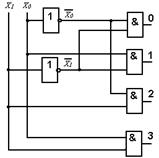 X₁ X₀
1 X̅₀ & 0
& 1
1 X̅₁
& 2
& 3